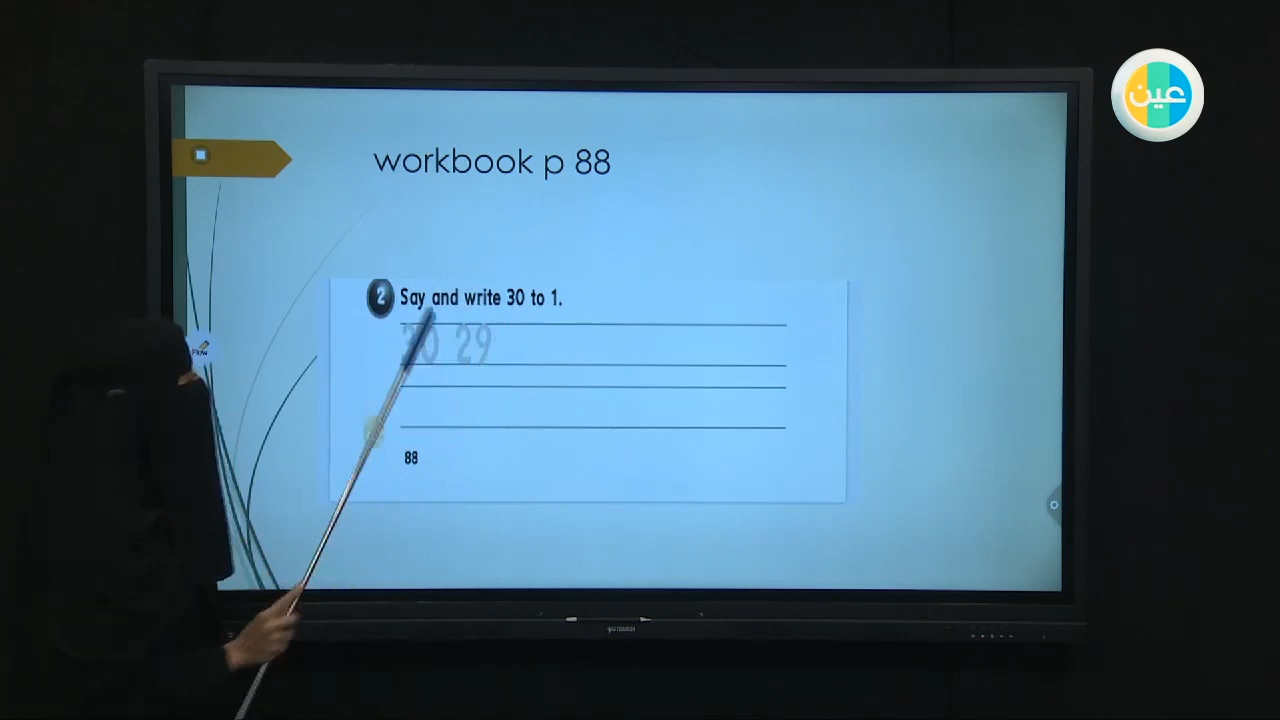 عين
workbook p 88
2 Say and write 30 to 1.
30 29
88